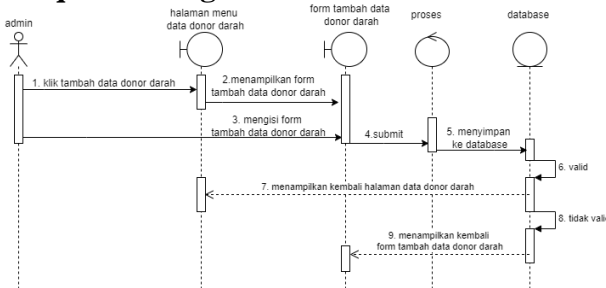 admin
halaman menu
data donor darah
form tambah data
donor darah
proses
database
1. klik tambah data donor darah
2.menampilkan form
tambah data donor darah
3. mengisi form
tambah data donor darah
4.submit
5. menyimpan
ke database
6. valid
7. menampilkan kembali halaman data donor darah
8. tidak valid
9. menampilkan kembali
form tambah data donor darah